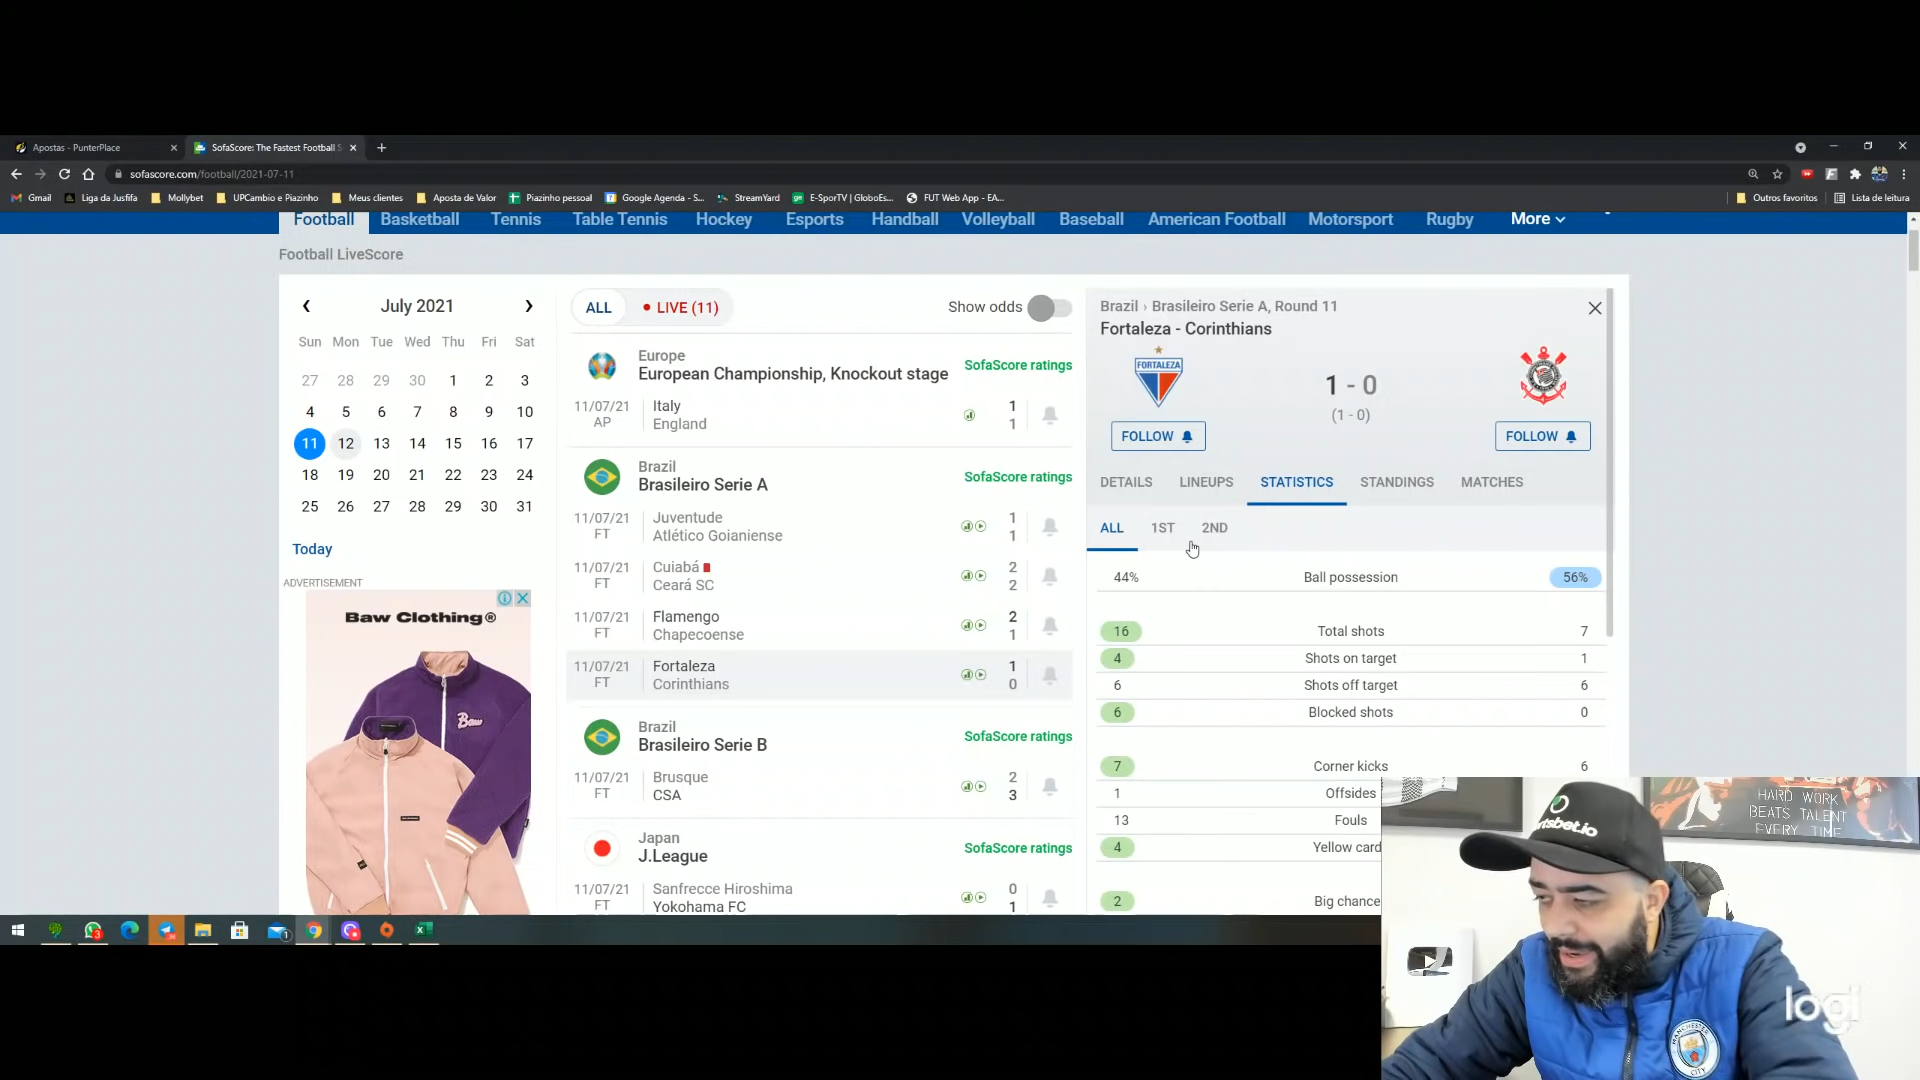 Apostas - PunterPlace
SofaScore: The Fastest Football S
sofascore.com/football/2021-07-11
Gmail
Liga da Jusfifa
Mollybet
UPCambio e Piazinho
Meus clientes
Aposta de Valor
Piazinho pessoal
Google Agenda - S...
StreamYard
E-SporTV | GloboEs...
FUT Web App - EA...
Outros favoritos
Lista de leitura
Football
Basketball
Tennis
Table Tennis
Hockey
Esports
Handball
Volleyball
Baseball
American Football
Motorsport
Rugby
More
Football LiveScore
July 2021
Sun Mon Tue Wed Thu Fri Sat
27 28 29 30 1 2 3
4 5 6 7 8 9 10
11 12 13 14 15 16 17
18 19 20 21 22 23 24
25 26 27 28 29 30 31
Today
ADVERTISEMENT
Baw Clothing®
Baw
ALL
LIVE (11)
Show odds
Europe
European Championship, Knockout stage
SofaScore ratings
11/07/21 Italy 1
AP England 1
Brazil
Brasileiro Serie A
SofaScore ratings
11/07/21 Juventude 1
FT Atlético Goianiense 1
11/07/21 Cuiabá 2
FT Ceará SC 2
11/07/21 Flamengo 2
FT Chapecoense 1
11/07/21 Fortaleza 1
FT Corinthians 0
Brazil
Brasileiro Serie B
SofaScore ratings
11/07/21 Brusque 2
FT CSA 3
Japan
J.League
SofaScore ratings
11/07/21 Sanfrecce Hiroshima 0
FT Yokohama FC 1
Brazil › Brasileiro Serie A, Round 11
Fortaleza - Corinthians
FORTALEZA
1 - 0
(1 - 0)
FOLLOW
FOLLOW
DETAILS
LINEUPS
STATISTICS
STANDINGS
MATCHES
ALL
1ST
2ND
44% Ball possession 56%
16 Total shots 7
4 Shots on target 1
6 Shots off target 6
6 Blocked shots 0
7 Corner kicks 6
1 Offsides
13 Fouls
4 Yellow card
2 Big chance
HARD WORK
BEATS TALENT
EVERY TIME
rtsbet.io
MANCHESTER
CITY
logi